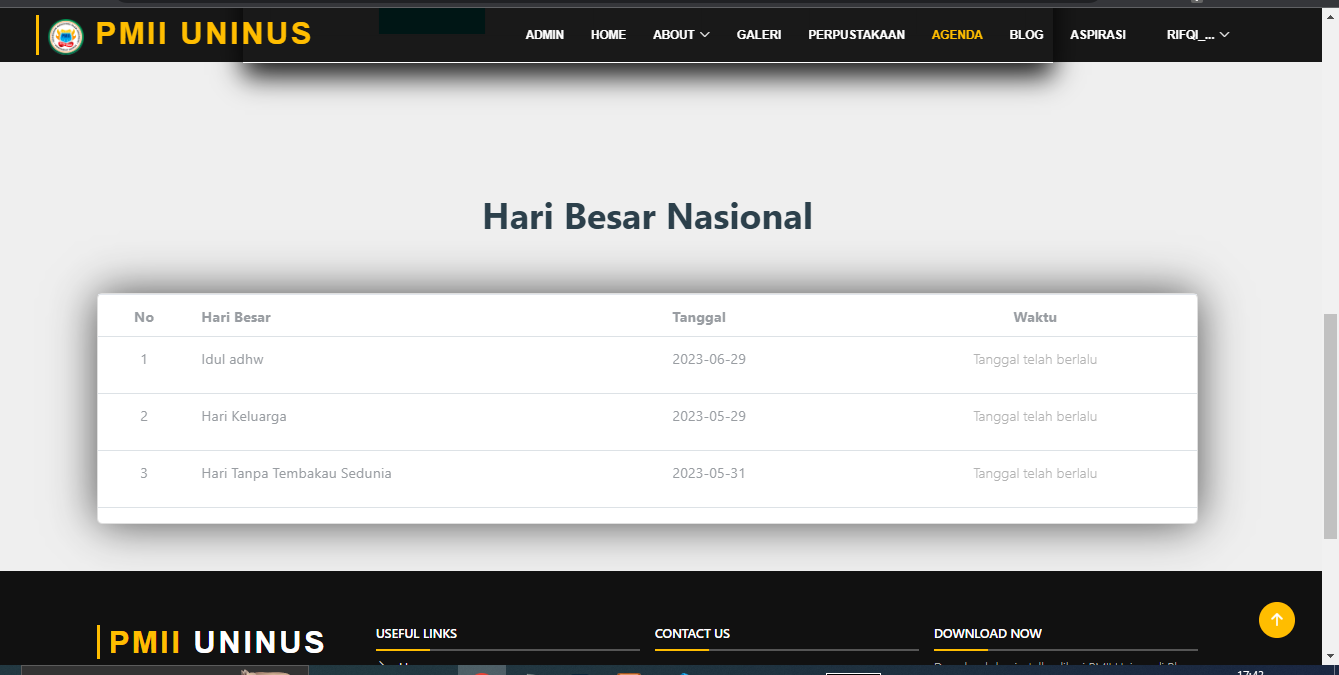 PMII UNINUS
ADMIN HOME ABOUT GALERI PERPUSTAKAAN AGENDA BLOG ASPIRASI RIFQI_...
Hari Besar Nasional
No Hari Besar Tanggal Waktu
1 Idul adhw 2023-06-29 Tanggal telah berlalu
2 Hari Keluarga 2023-05-29 Tanggal telah berlalu
3 Hari Tanpa Tembakau Sedunia 2023-05-31 Tanggal telah berlalu
PMII UNINUS
USEFUL LINKS CONTACT US DOWNLOAD NOW